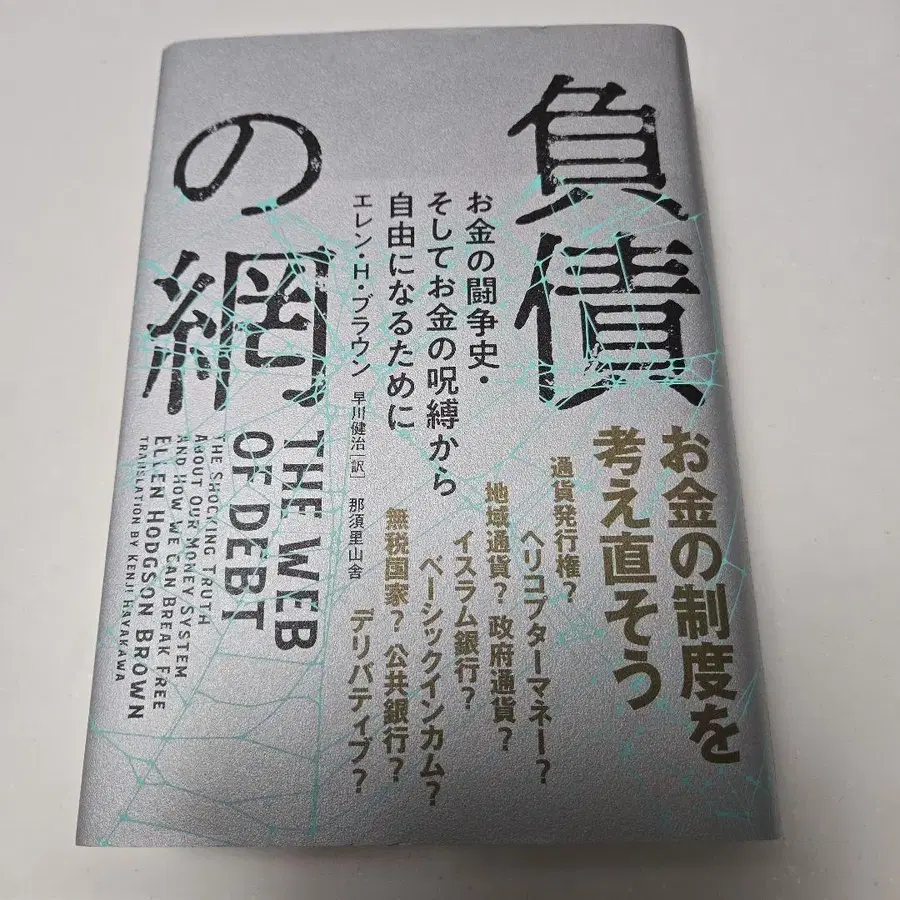 負債
の網
お金の闘争史・
そしてお金の呪縛から
自由になるために
エレン・H・ブラウン 早川健治[訳] 那須里山舎
お金の制度を
考え直そう
通貨発行権?
ヘリコプターマネー?
地域通貨? 政府通貨?
イスラム銀行?
ベーシックインカム?
無税国家? 公共銀行?
デリバティブ?
THE WEB
OF DEBT
THE SHOCKING TRUTH
ABOUT OUR MONEY SYSTEM
AND HOW WE CAN BREAK FREE
ELLEN HODGSON BROWN
TRANSLATION BY KENJI HAYAKAWA